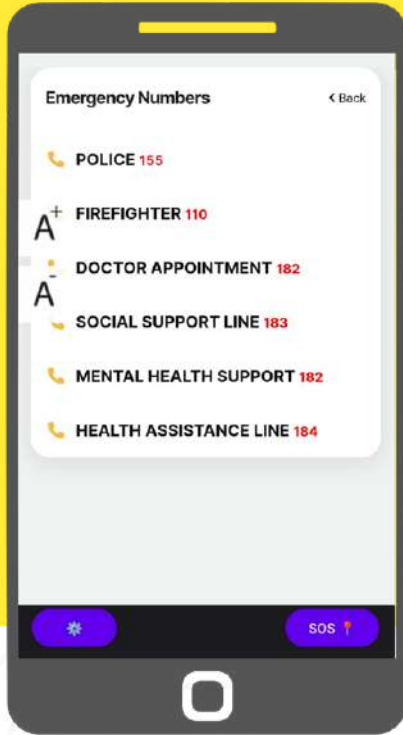 Emergency Numbers
< Back
POLICE 155
A+
FIREFIGHTER 110
DOCTOR APPOINTMENT 182
A-
SOCIAL SUPPORT LINE 183
MENTAL HEALTH SUPPORT 182
HEALTH ASSISTANCE LINE 184
SOS